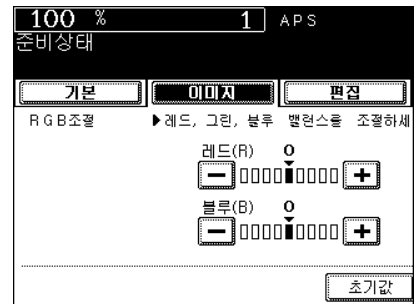 100 % 1 APS
준비상태
기본 이미지 편집
RGB조절 ▶레드, 그린, 블루 밸런스를 조절하세
레드(R) 0
− +
블루(B) 0
− +
초기값